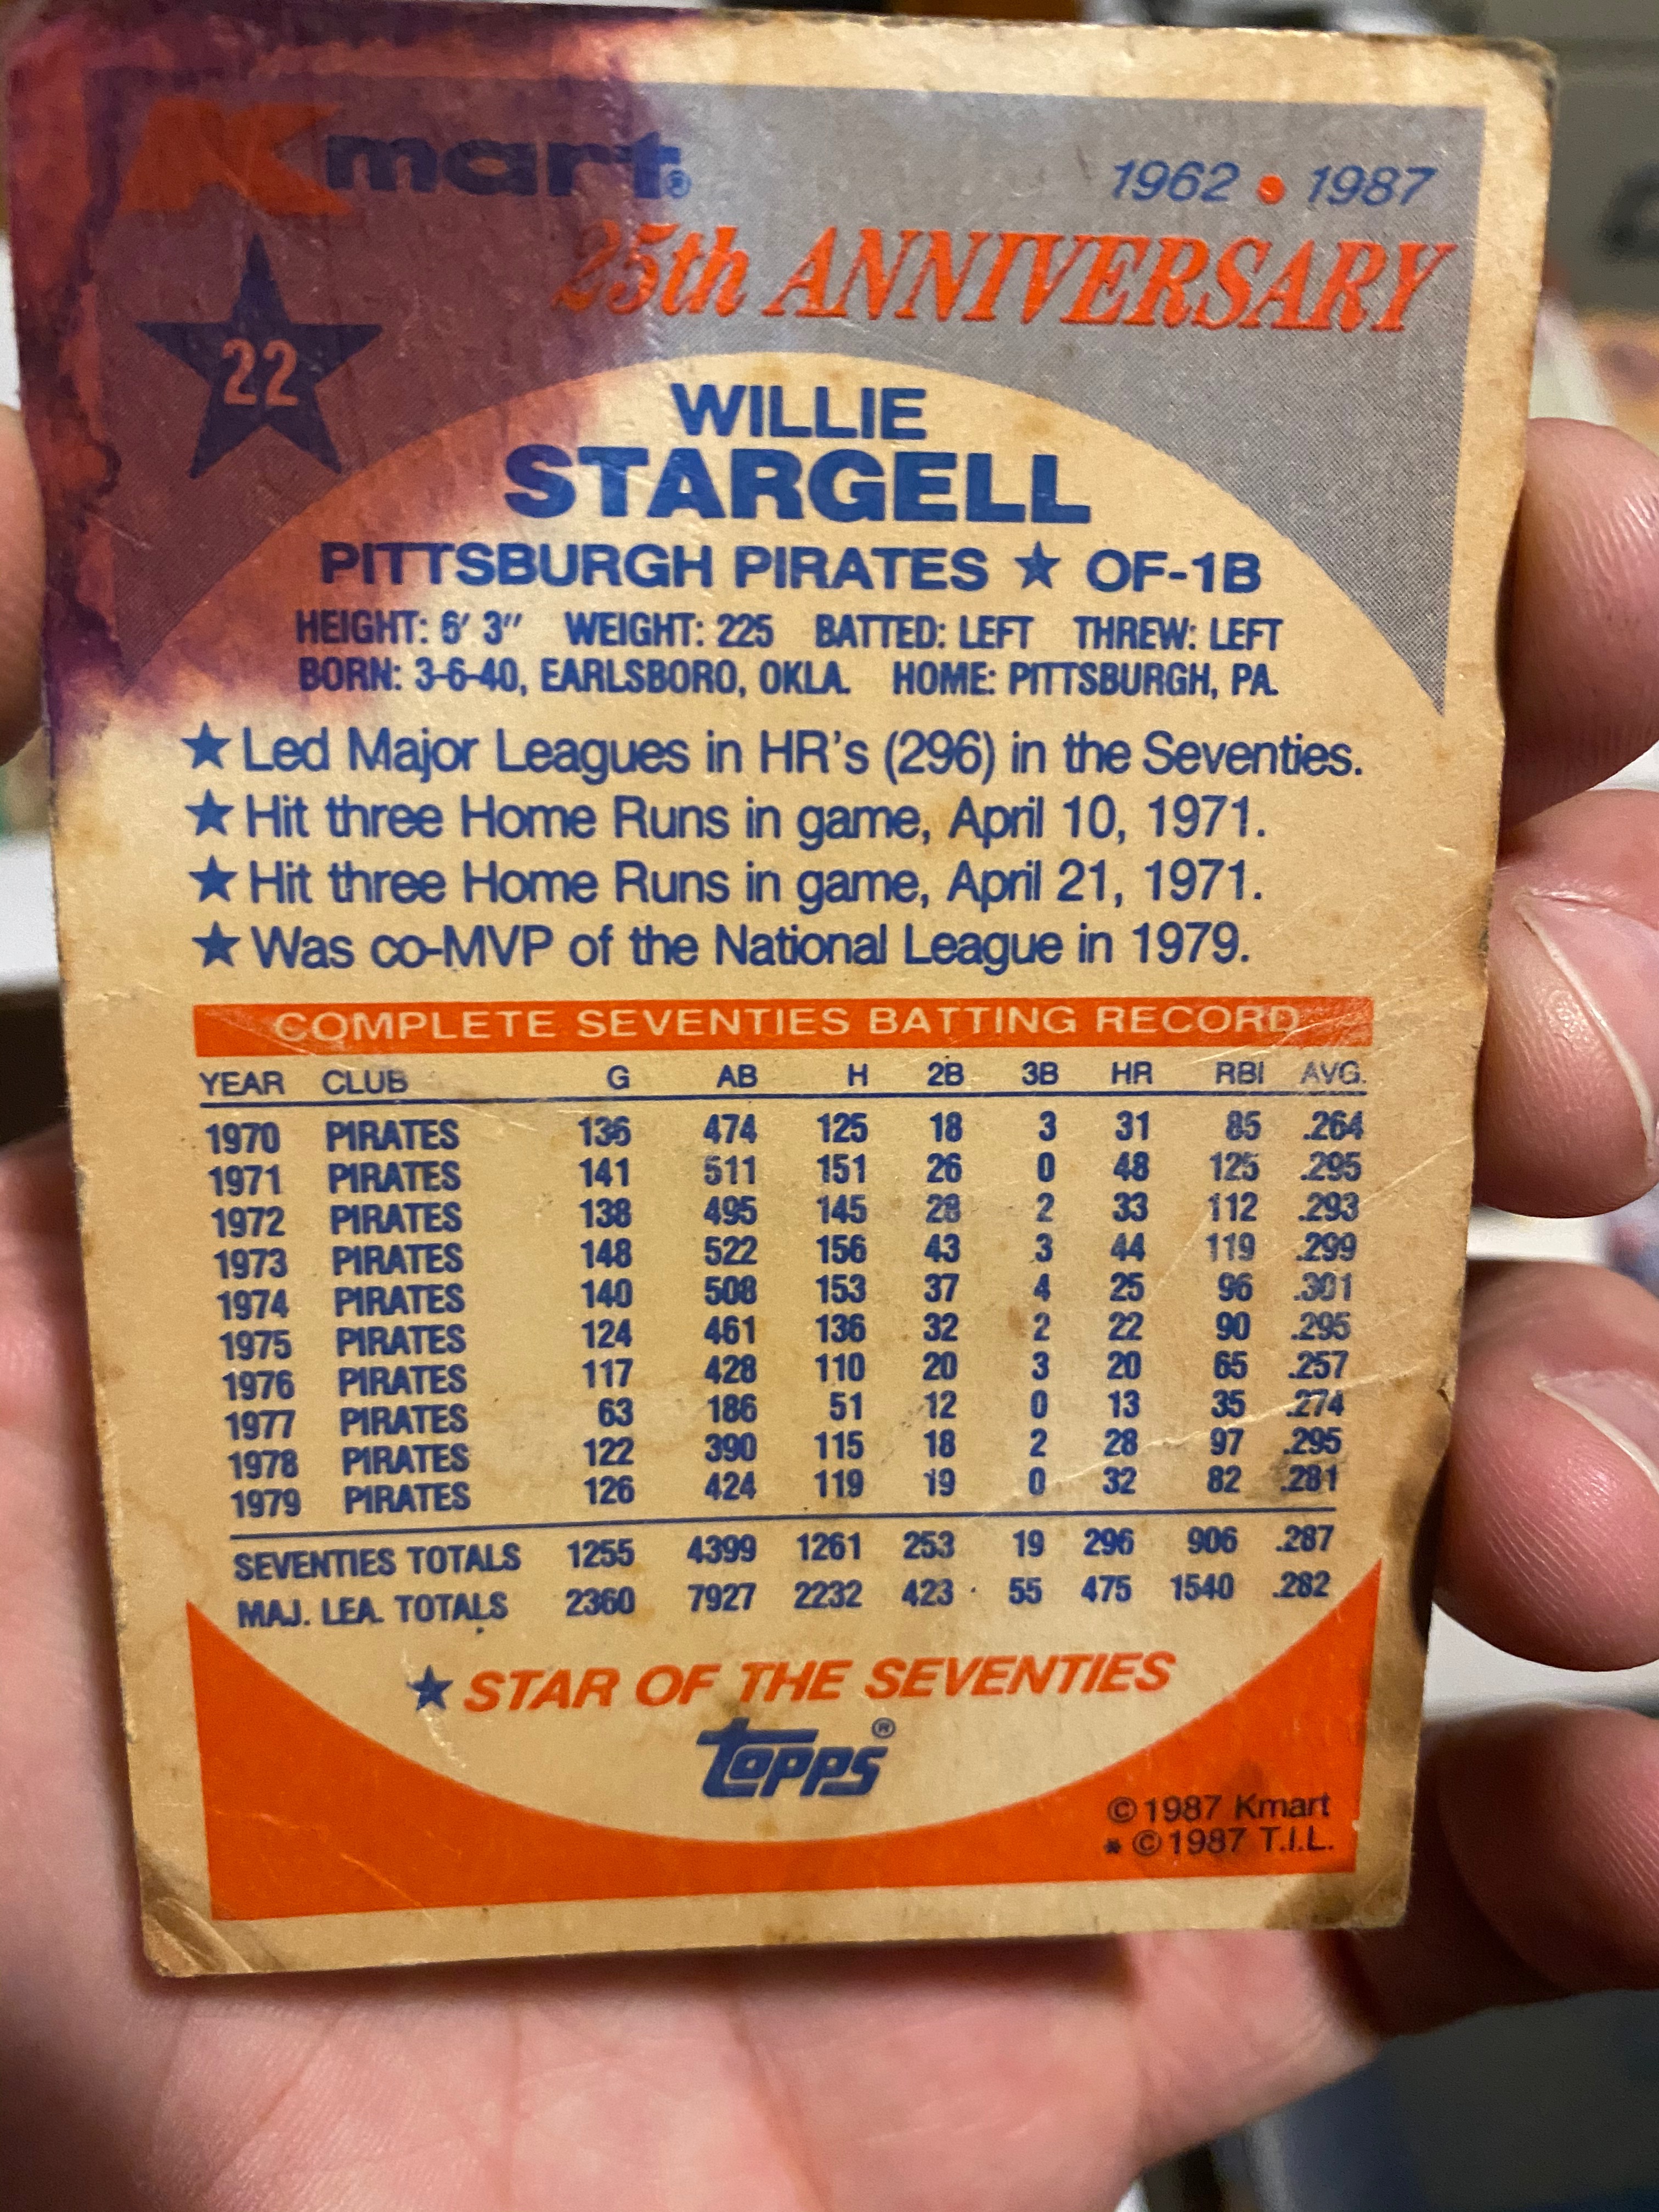 Kmart®
1962 • 1987
25th ANNIVERSARY
22
WILLIE
STARGELL
PITTSBURGH PIRATES ★ OF-1B
HEIGHT: 6' 3" WEIGHT: 225 BATTED: LEFT THREW: LEFT
BORN: 3-6-40, EARLSBORO, OKLA. HOME: PITTSBURGH, PA.
★ Led Major Leagues in HR's (296) in the Seventies.
★ Hit three Home Runs in game, April 10, 1971.
★ Hit three Home Runs in game, April 21, 1971.
★ Was co-MVP of the National League in 1979.
COMPLETE SEVENTIES BATTING RECORD
YEAR CLUB G AB H 2B 3B HR RBI AVG.
1970 PIRATES 136 474 125 18 3 31 85 .264
1971 PIRATES 141 511 151 26 0 48 125 .295
1972 PIRATES 138 495 145 28 2 33 112 .293
1973 PIRATES 148 522 156 43 3 44 119 .299
1974 PIRATES 140 508 153 37 4 25 96 .301
1975 PIRATES 124 461 136 32 2 22 90 .295
1976 PIRATES 117 428 110 20 3 20 65 .257
1977 PIRATES 63 186 51 12 0 13 35 .274
1978 PIRATES 122 390 115 18 2 28 97 .295
1979 PIRATES 126 424 119 19 0 32 82 .281
SEVENTIES TOTALS 1255 4399 1261 253 19 296 906 .287
MAJ. LEA. TOTALS 2360 7927 2232 423 55 475 1540 .282
★ STAR OF THE SEVENTIES
topps®
©1987 Kmart
* ©1987 T.I.L.